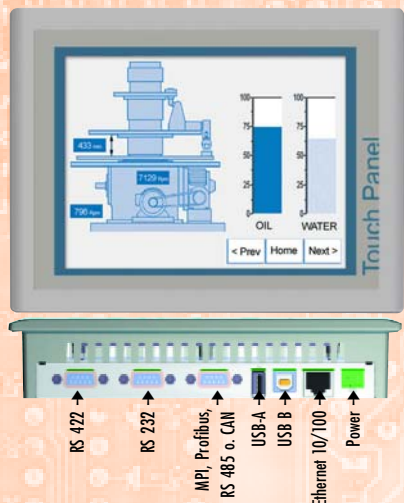 100
100
75
75
50
50
25
25
0
0
OIL
WATER
433 mm
7129 Rpm
796 Rpm
< Prev
Home
Next >
Touch Panel
RS 422
RS 232
MPI, Profibus,
RS 485 o. CAN
USB-A
USB B
Ethernet 10/100
Power